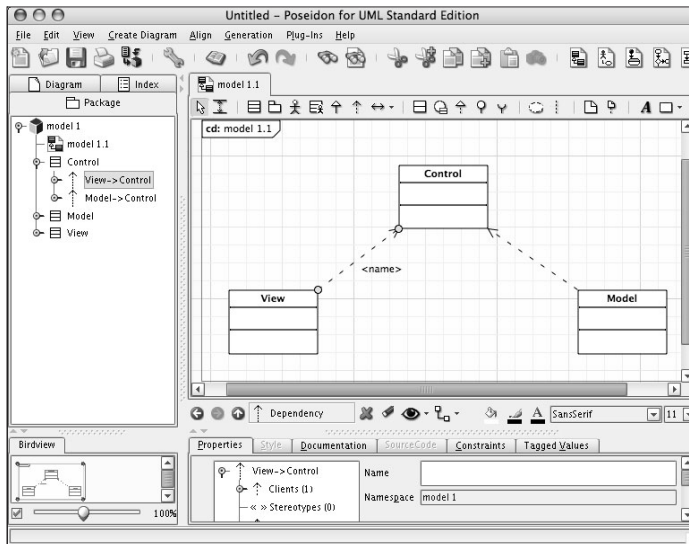 Untitled - Poseidon for UML Standard Edition
File Edit View Create Diagram Align Generation Plug-Ins Help
Diagram Index
Package
model 1
model 1.1
Control
View->Control
Model->Control
Model
View
model 1.1
A
cd: model 1.1
Control
<name>
View
Model
Dependency
A
SansSerif
11
Birdview
100%
Properties Style Documentation SourceCode Constraints Tagged Values
View->Control
Clients (1)
« » Stereotypes (0)
Name
Namespace model 1